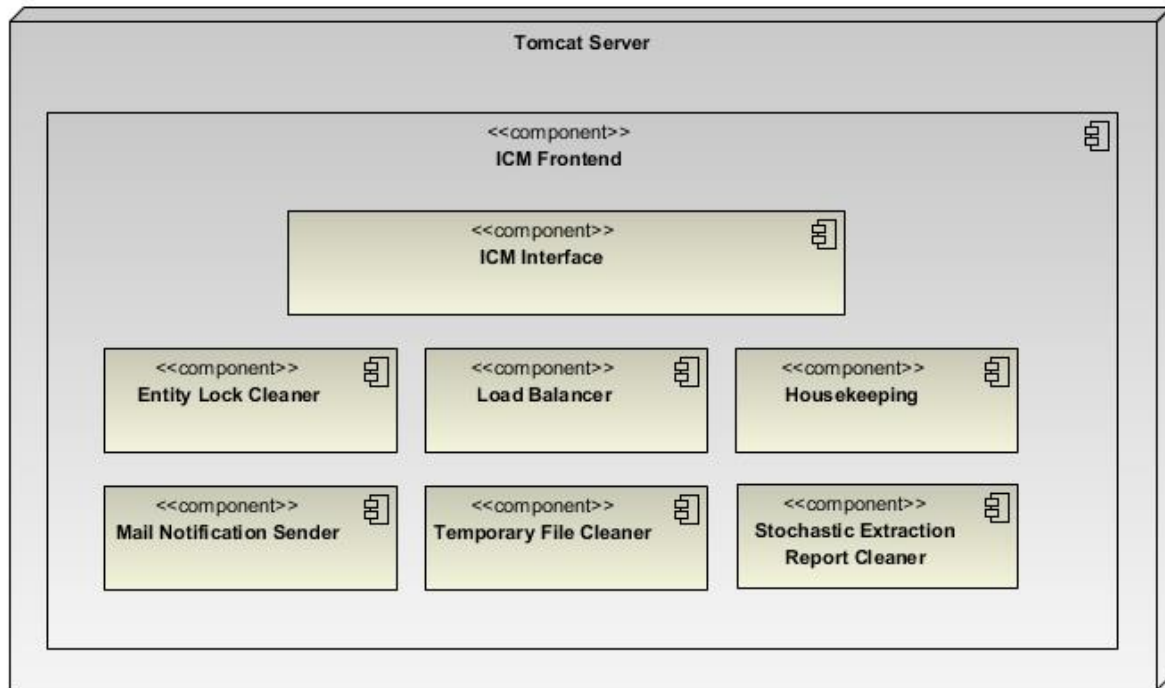 Tomcat Server
<<component>>
ICM Frontend
<<component>>
ICM Interface
<<component>>
Entity Lock Cleaner
<<component>>
Load Balancer
<<component>>
Housekeeping
<<component>>
Mail Notification Sender
<<component>>
Temporary File Cleaner
<<component>>
Stochastic Extraction
Report Cleaner